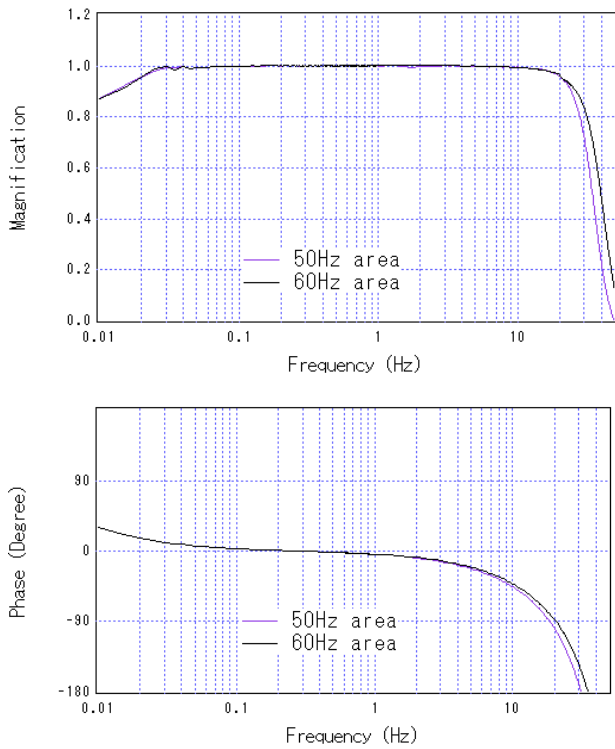 1.2
1.0
0.8
0.6
0.4
0.2
0.0
Magnification
50Hz area
60Hz area
0.01 0.1 1 10
Frequency (Hz)
90
0
-90
-180
Phase (Degree)
50Hz area
60Hz area
0.01 0.1 1 10
Frequency (Hz)